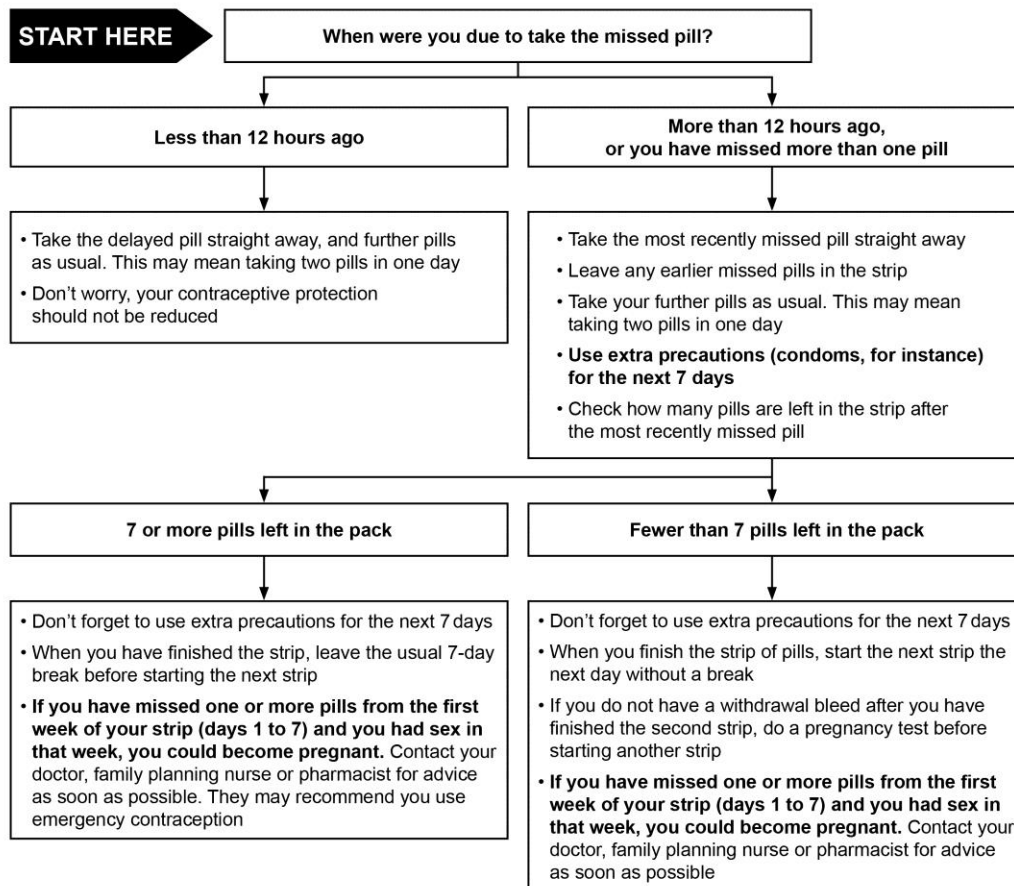 START HERE
When were you due to take the missed pill?
Less than 12 hours ago
More than 12 hours ago,
or you have missed more than one pill
• Take the delayed pill straight away, and further pills
as usual. This may mean taking two pills in one day
• Don’t worry, your contraceptive protection
should not be reduced
• Take the most recently missed pill straight away
• Leave any earlier missed pills in the strip
• Take your further pills as usual. This may mean
taking two pills in one day
• Use extra precautions (condoms, for instance)
for the next 7 days
• Check how many pills are left in the strip after
the most recently missed pill
7 or more pills left in the pack
Fewer than 7 pills left in the pack
• Don’t forget to use extra precautions for the next 7 days
• When you have finished the strip, leave the usual 7-day
break before starting the next strip
• If you have missed one or more pills from the first
week of your strip (days 1 to 7) and you had sex in
that week, you could become pregnant. Contact your
doctor, family planning nurse or pharmacist for advice
as soon as possible. They may recommend you use
emergency contraception
• Don’t forget to use extra precautions for the next 7 days
• When you finish the strip of pills, start the next strip the
next day without a break
• If you do not have a withdrawal bleed after you have
finished the second strip, do a pregnancy test before
starting another strip
• If you have missed one or more pills from the first
week of your strip (days 1 to 7) and you had sex in
that week, you could become pregnant. Contact your
doctor, family planning nurse or pharmacist for advice
as soon as possible